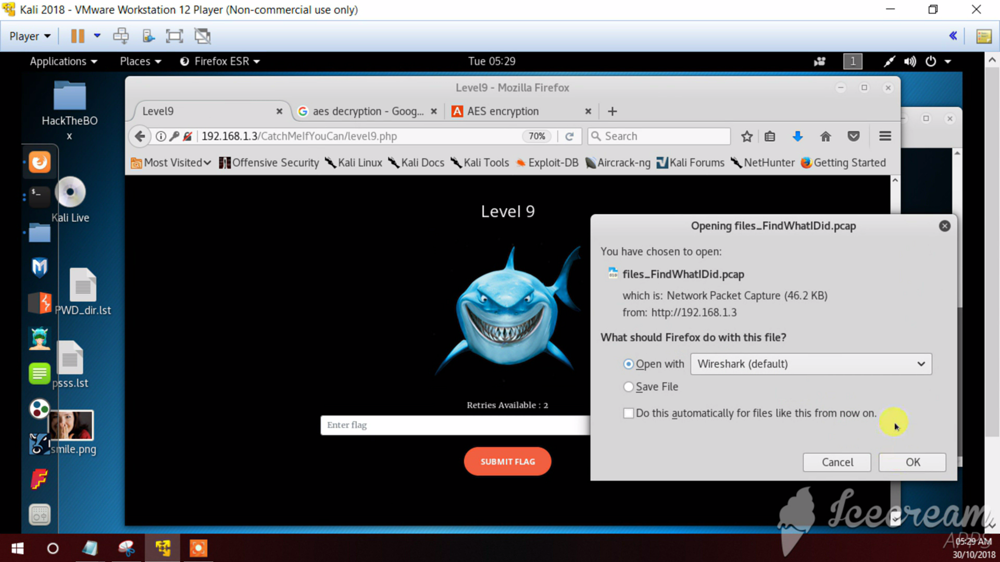 Kali 2018 - VMware Workstation 12 Player (Non-commercial use only)
Player
Applications
Places
Firefox ESR
Tue 05:29
1
HackTheBO
x
Kali Live
PWD_dir.lst
psss.lst
smile.png
Level9 - Mozilla Firefox
Level9
aes decryption - Goog...
AES encryption
192.168.1.3/CatchMeIfYouCan/level9.php
70%
Search
Most Visited
Offensive Security
Kali Linux
Kali Docs
Kali Tools
Exploit-DB
Aircrack-ng
Kali Forums
NetHunter
Getting Started
Level 9
Retries Available : 2
Enter flag
SUBMIT FLAG
Opening files_FindWhatIDid.pcap
You have chosen to open:
files_FindWhatIDid.pcap
which is: Network Packet Capture (46.2 KB)
from: http://192.168.1.3
What should Firefox do with this file?
Open with
Wireshark (default)
Save File
Do this automatically for files like this from now on.
Cancel
OK
Icecream
APPS
05:29 AM
30/10/2018